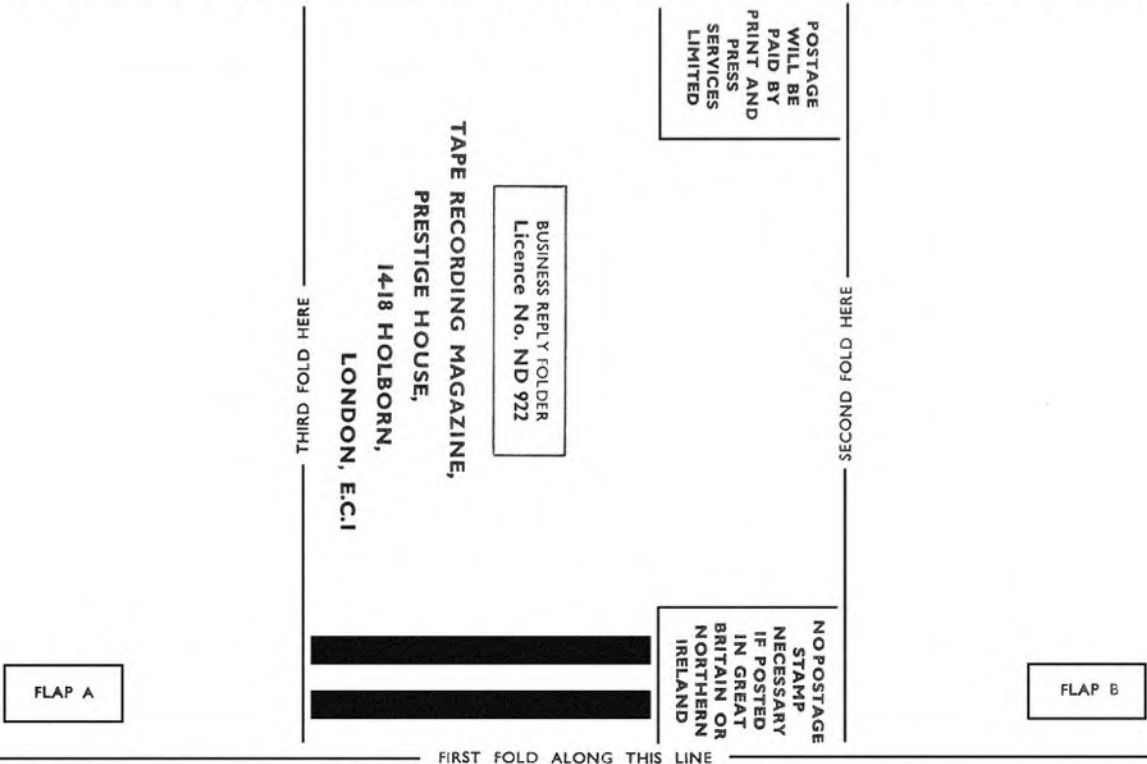 POSTAGE
WILL BE
PAID BY
PRINT AND
PRESS
SERVICES
LIMITED
NO POSTAGE
STAMP
NECESSARY
IF POSTED
IN GREAT
BRITAIN OR
NORTHERN
IRELAND
BUSINESS REPLY FOLDER
Licence No. ND 922
TAPE RECORDING MAGAZINE,
PRESTIGE HOUSE,
14-18 HOLBORN,
LONDON, E.C.1
SECOND FOLD HERE
THIRD FOLD HERE
FLAP A
FLAP B
FIRST FOLD ALONG THIS LINE